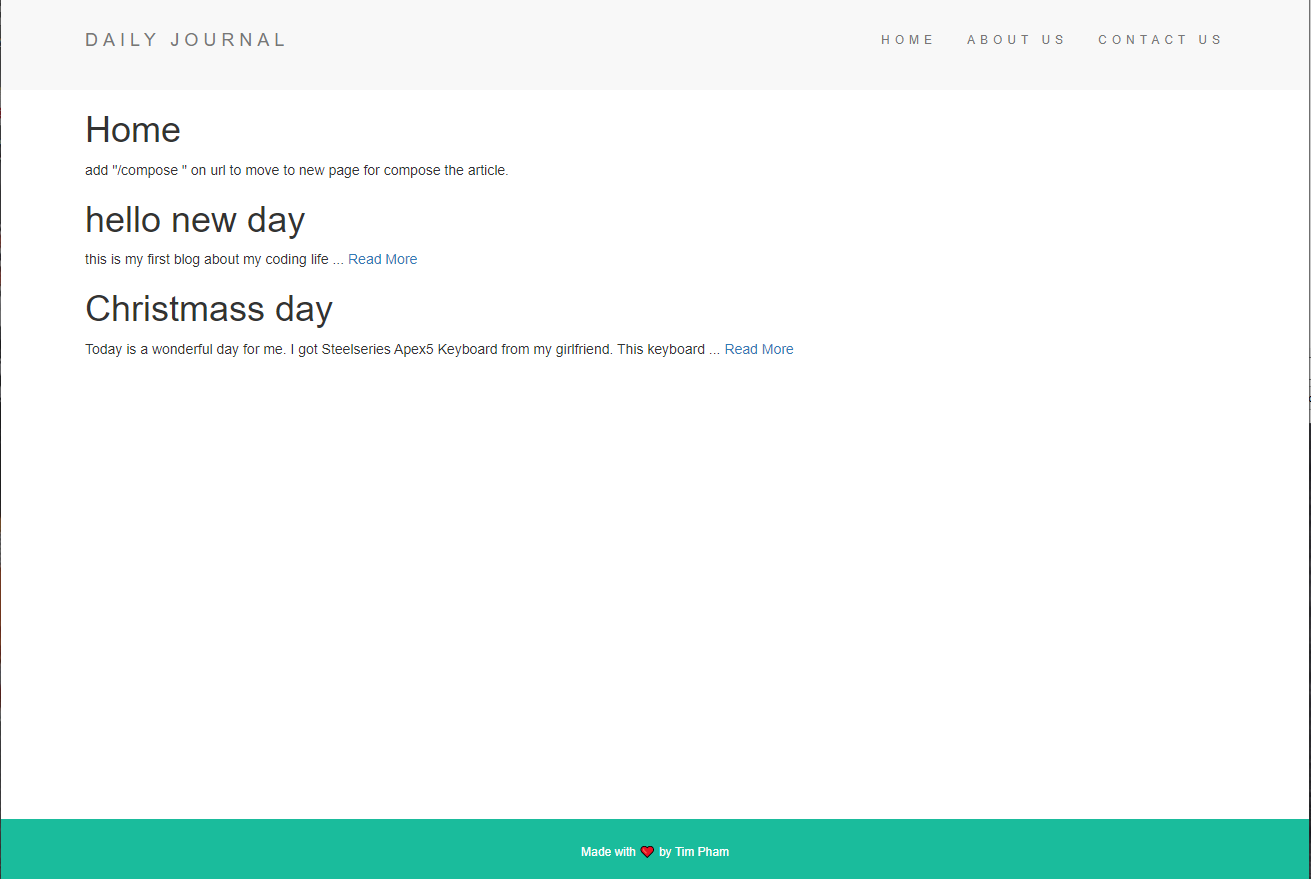 DAILY JOURNAL
HOME ABOUT US CONTACT US
Home
add "/compose " on url to move to new page for compose the article.
hello new day
this is my first blog about my coding life ... Read More
Christmass day
Today is a wonderful day for me. I got Steelseries Apex5 Keyboard from my girlfriend. This keyboard ... Read More
Made with ❤ by Tim Pham